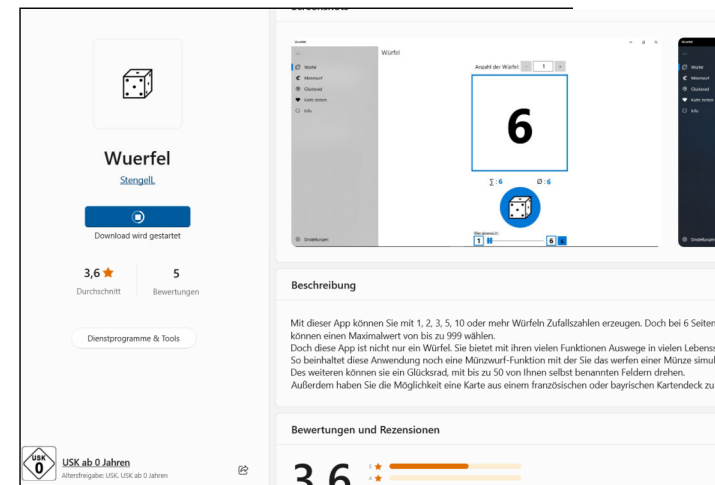 Wuerfel
StengelL
Download wird gestartet
3,6 ★
5
Durchschnitt
Bewertungen
Dienstprogramme & Tools
USK
0
USK ab 0 Jahren
Altersfreigabe: USK, USK ab 0 Jahren
Würfel
Anzahl der Würfel
1
Würfel
Münzwurf
Glücksrad
Karte ziehen
Info
6
∑ : 6
Ø : 6
Wertebereich
1
6
Einstellungen
Beschreibung
Mit dieser App können Sie mit 1, 2, 3, 5, 10 oder mehr Würfeln Zufallszahlen erzeugen. Doch bei 6 Seiten
können einen Maximalwert von bis zu 999 wählen.
Doch diese App ist nicht nur ein Würfel. Sie bietet mit ihren vielen Funktionen Auswege in vielen Lebenss
So beinhaltet diese Anwendung noch eine Münzwurf-Funktion mit der Sie das werfen einer Münze simul
Des weiteren können sie ein Glücksrad, mit bis zu 50 von Ihnen selbst benannten Feldern drehen.
Außerdem haben Sie die Möglichkeit eine Karte aus einem französischen oder bayrischen Kartendeck zu
Bewertungen und Rezensionen
3,6
5 ★
4 ★